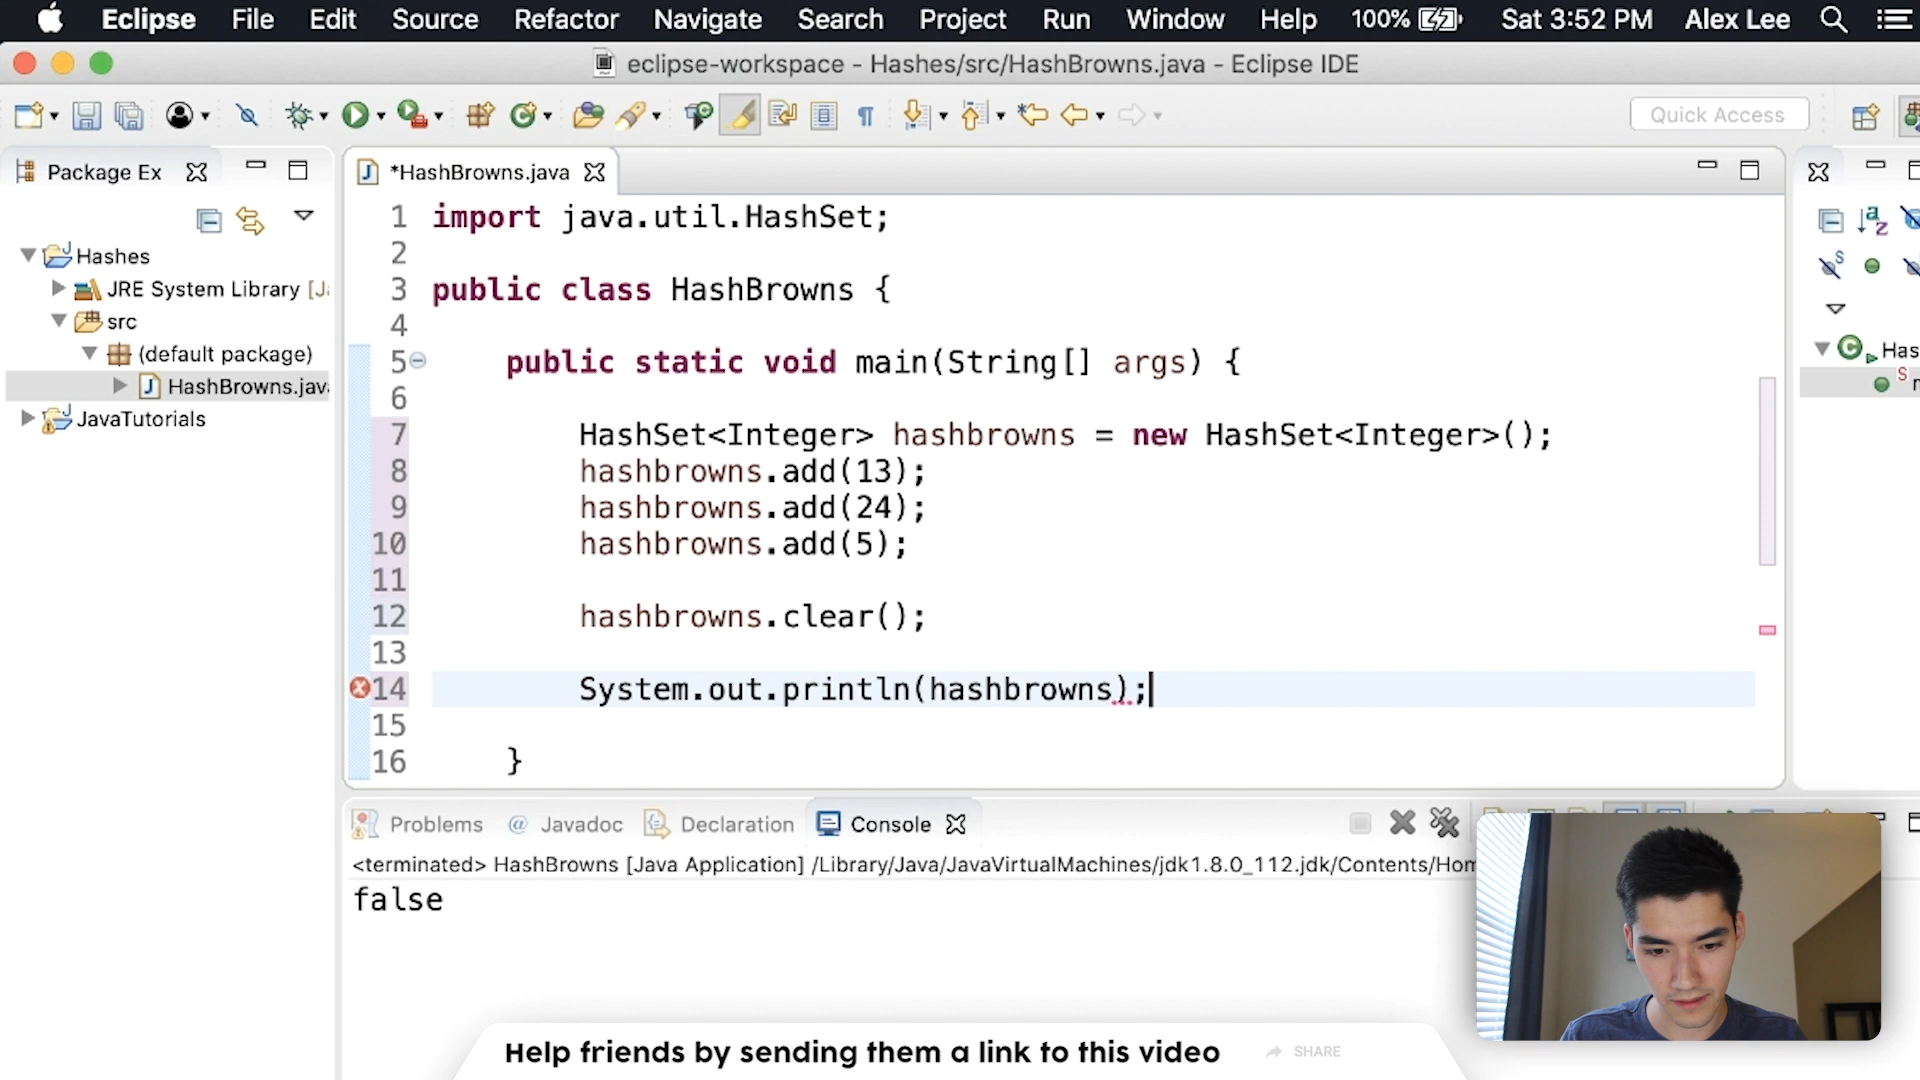 Eclipse File Edit Source Refactor Navigate Search Project Run Window Help 100% Sat 3:52 PM Alex Lee
eclipse-workspace - Hashes/src/HashBrowns.java - Eclipse IDE
Quick Access
Package Ex
*HashBrowns.java
Hashes
JRE System Library [Ja
src
(default package)
HashBrowns.jav
JavaTutorials
1 import java.util.HashSet;
2
3 public class HashBrowns {
4
5 public static void main(String[] args) {
6
7 HashSet<Integer> hashbrowns = new HashSet<Integer>();
8 hashbrowns.add(13);
9 hashbrowns.add(24);
10 hashbrowns.add(5);
11
12 hashbrowns.clear();
13
14 System.out.println(hashbrowns);
15
16 }
Has
Problems @ Javadoc Declaration Console
<terminated> HashBrowns [Java Application] /Library/Java/JavaVirtualMachines/jdk1.8.0_112.jdk/Contents/Hom
false
Help friends by sending them a link to this video
SHARE